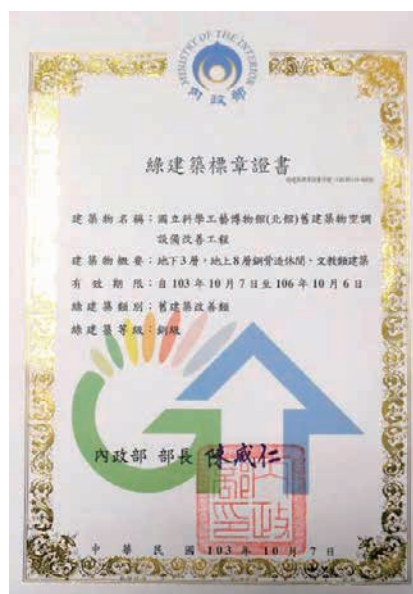 MINISTRY OF THE INTERIOR
內政部
綠建築標章證書
建築物名稱：國立科學工藝博物館(北館)舊建築物空調
設備改善工程
建築物概要：地下3層，地上8層鋼骨造休閒、文教類建築
有效期限：自103年10月7日至106年10月6日
綠建築類別：舊建築改善類
綠建築等級：銅級
內政部 部長 陳威仁
中華民國103年10月7日